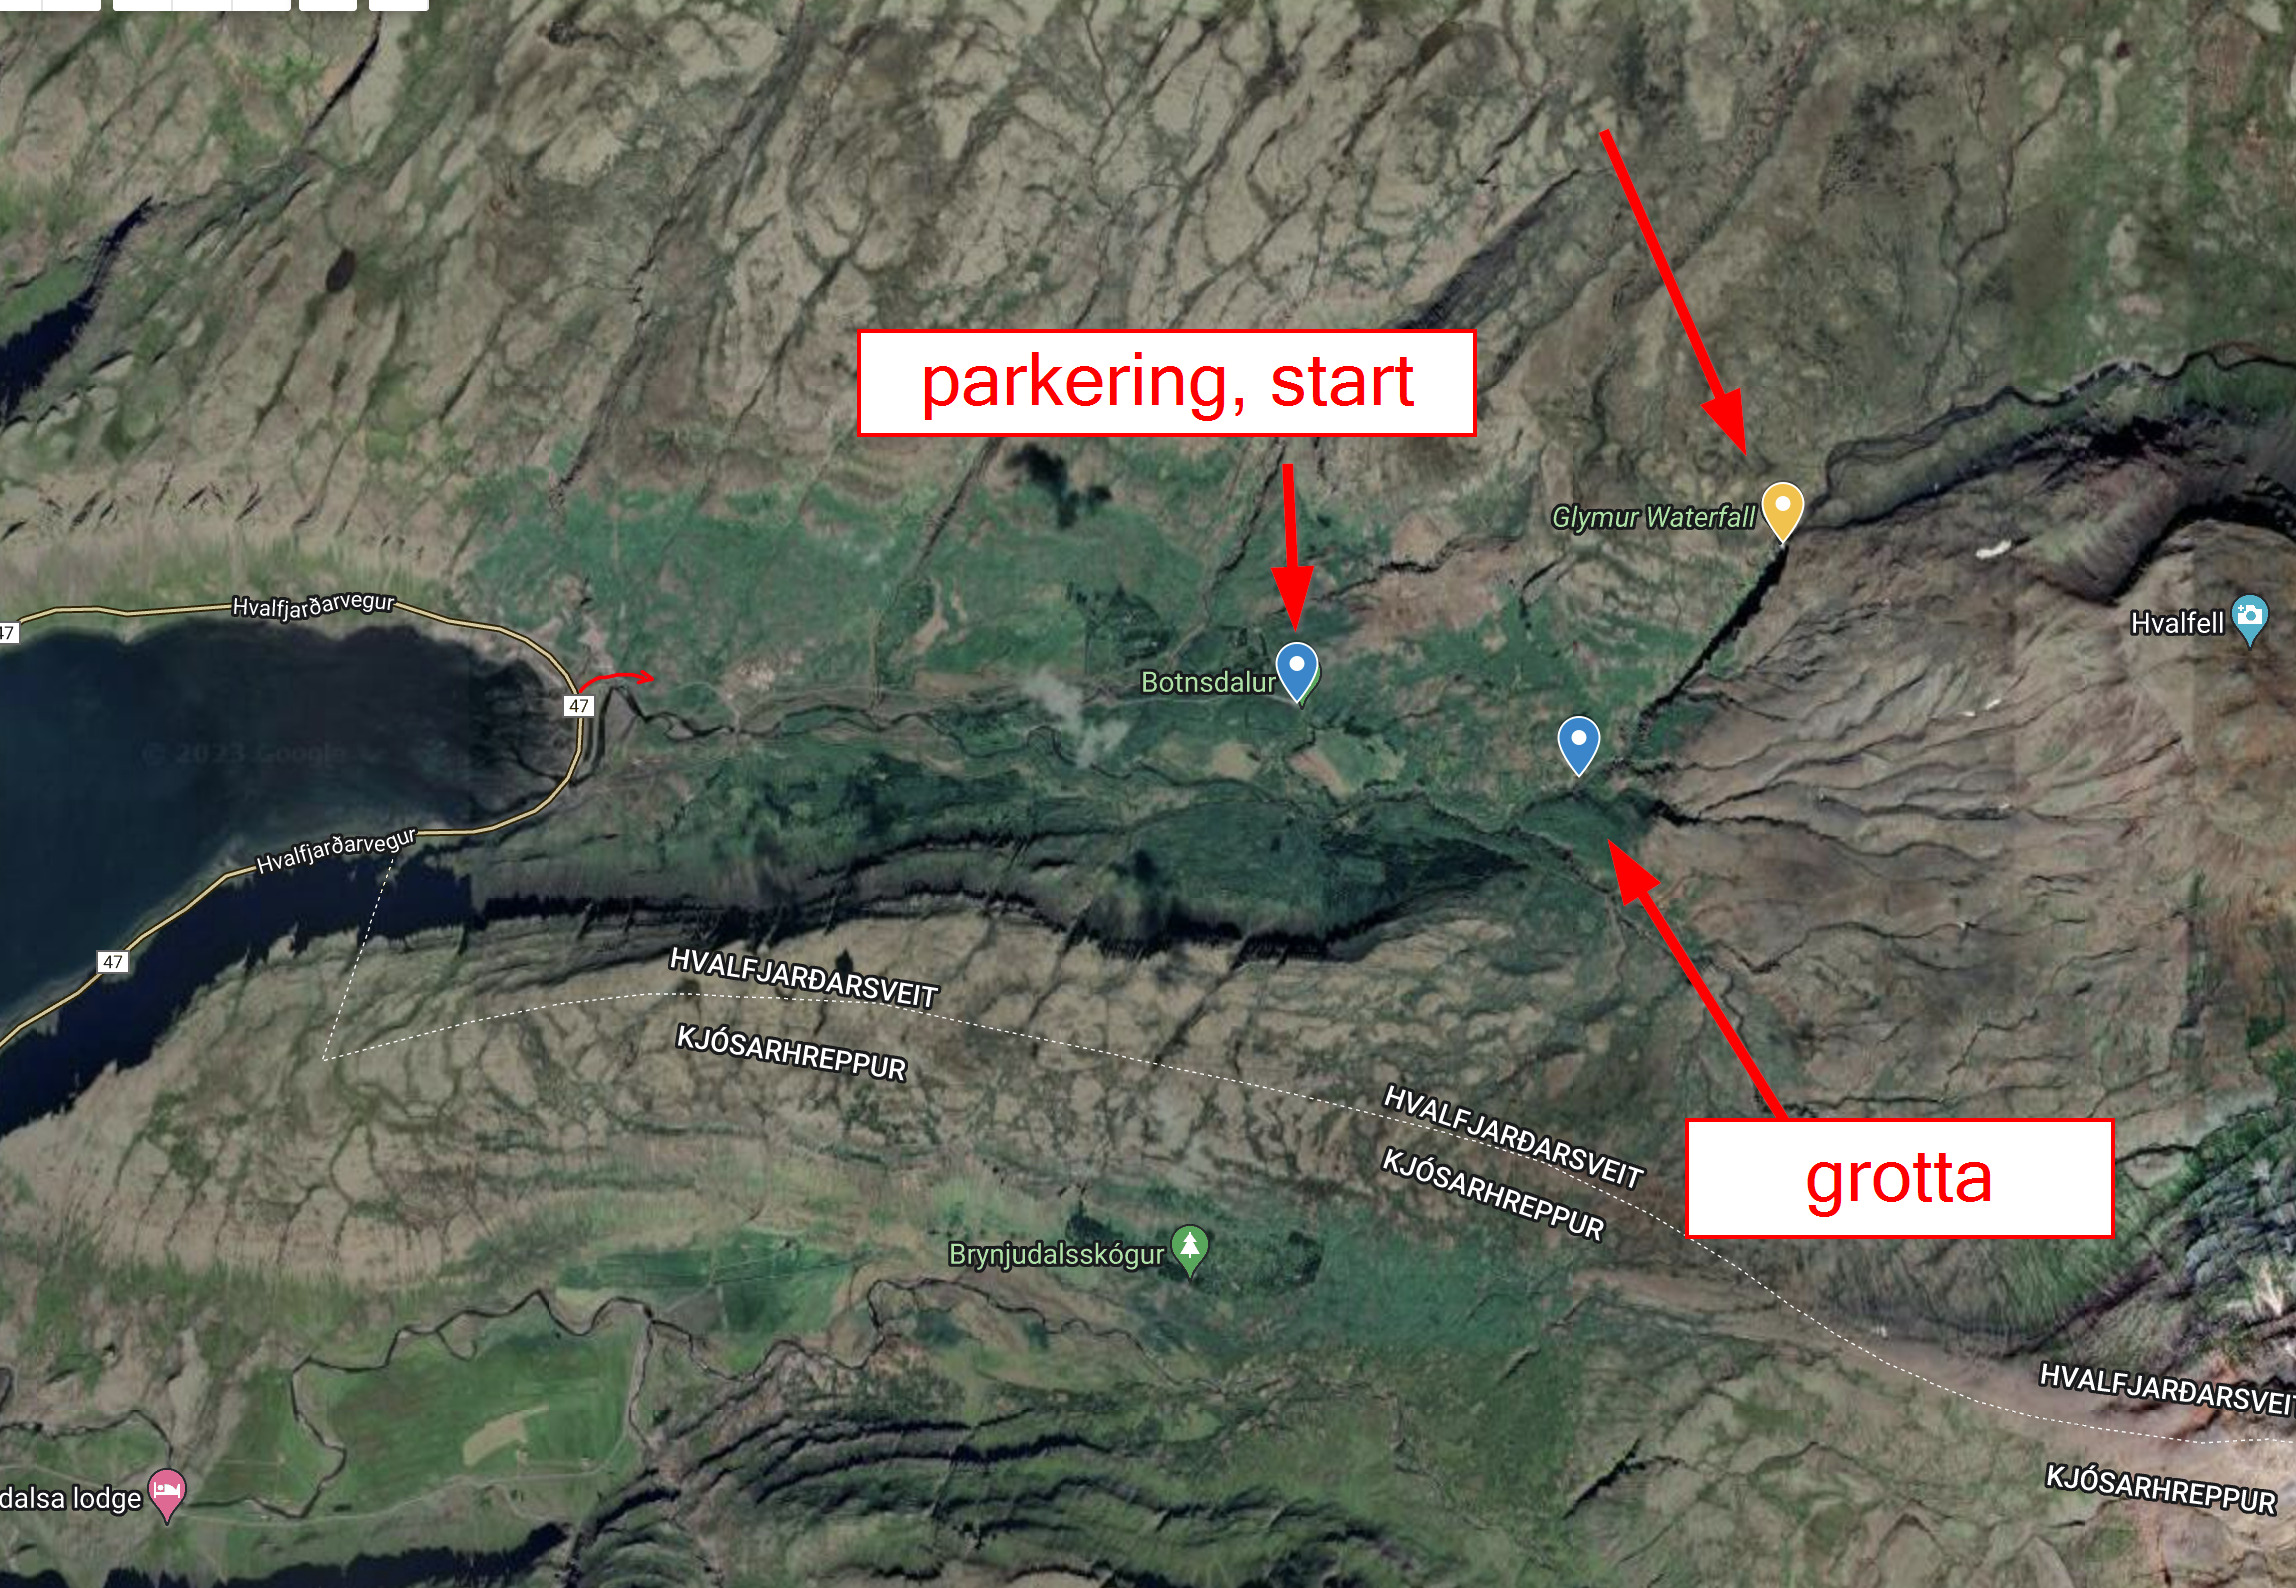 parkering, start
Glymur Waterfall
Hvalfjarðarvegur
47
Hvalfell
Botnsdalur
47
© 2023 Google
Hvalfjarðarvegur
47
HVALFJARÐARSVEIT
KJÓSARHREPPUR
HVALFJARÐARSVEIT
KJÓSARHREPPUR
grotta
Brynjudalsskógur
HVALFJARÐARSVEIT
KJÓSARHREPPUR
dalsa lodge